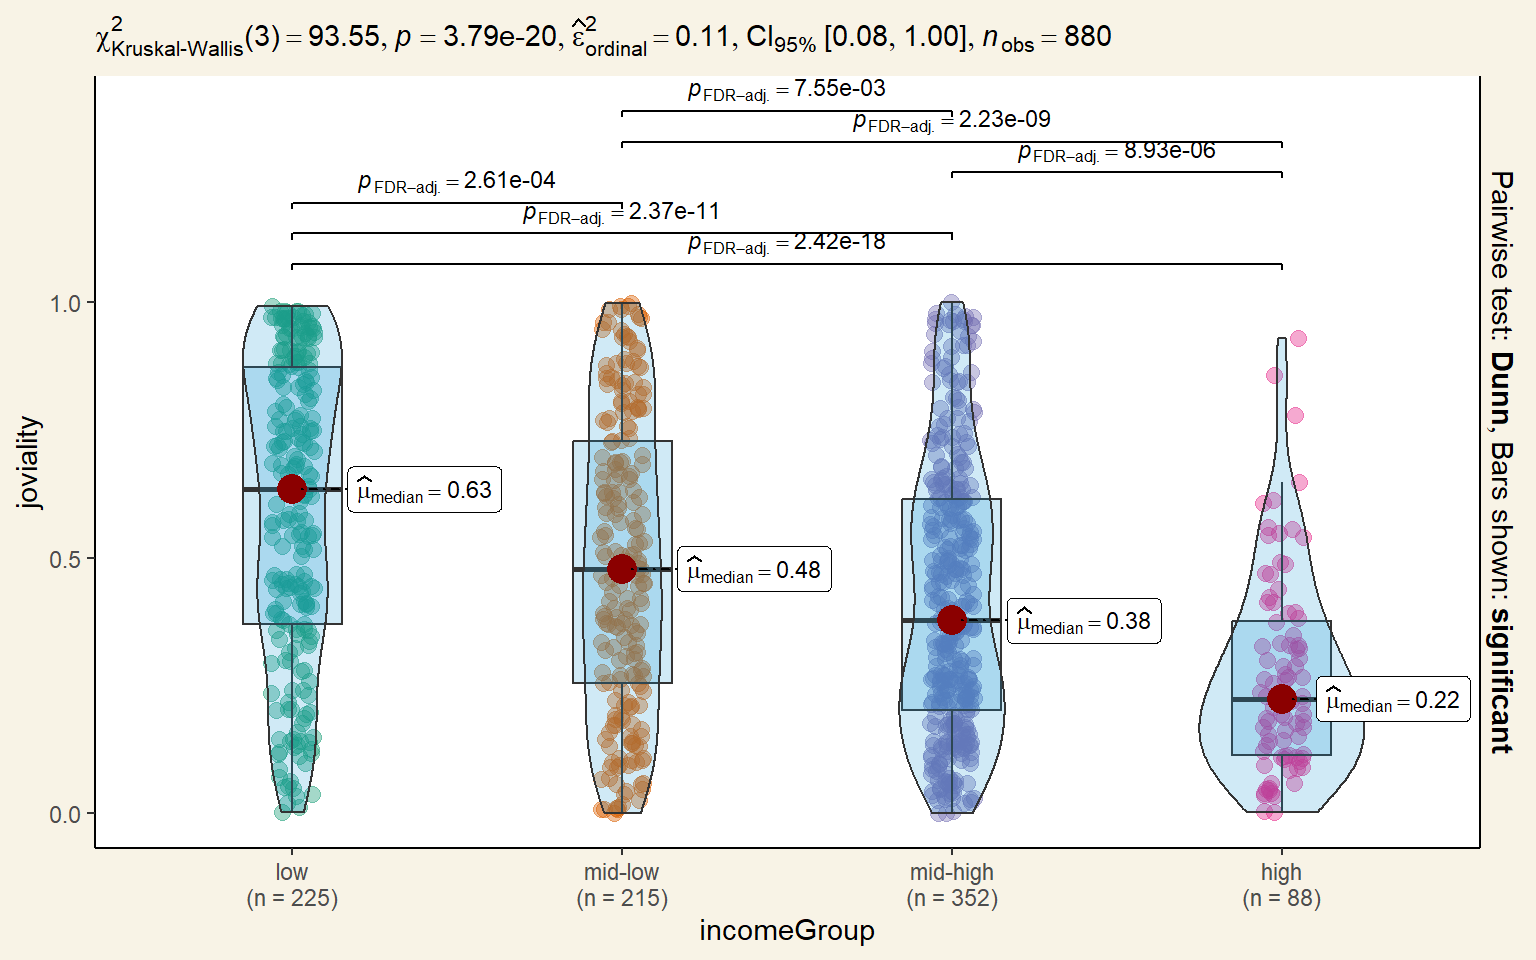 χ²Kruskal-Wallis(3) = 93.55, p = 3.79e-20, ε̂²ordinal = 0.11, CI95% [0.08, 1.00], nobs = 880
pFDR–adj. = 7.55e-03
pFDR–adj. = 2.23e-09
pFDR–adj. = 8.93e-06
pFDR–adj. = 2.61e-04
pFDR–adj. = 2.37e-11
pFDR–adj. = 2.42e-18
Pairwise test: Dunn, Bars shown: significant
joviality
1.0
0.5
0.0
μ̂median = 0.63
μ̂median = 0.48
μ̂median = 0.38
μ̂median = 0.22
low
(n = 225)
mid-low
(n = 215)
mid-high
(n = 352)
high
(n = 88)
incomeGroup